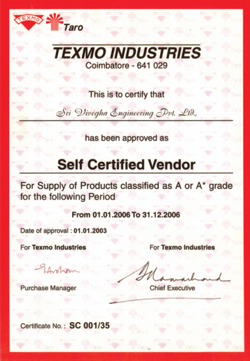 TEXMO
Taro
TEXMO INDUSTRIES
Coimbatore - 641 029
This is to certify that
Sri Vivegha Engineering Pvt. Ltd.,
has been approved as
Self Certified Vendor
For Supply of Products classified as A or A* grade
for the following Period
From 01.01.2006 To 31.12.2006
Date of approval : 01.01.2003
For Texmo Industries For Texmo Industries
Purchase Manager Chief Executive
Certificate No. : SC 001/35